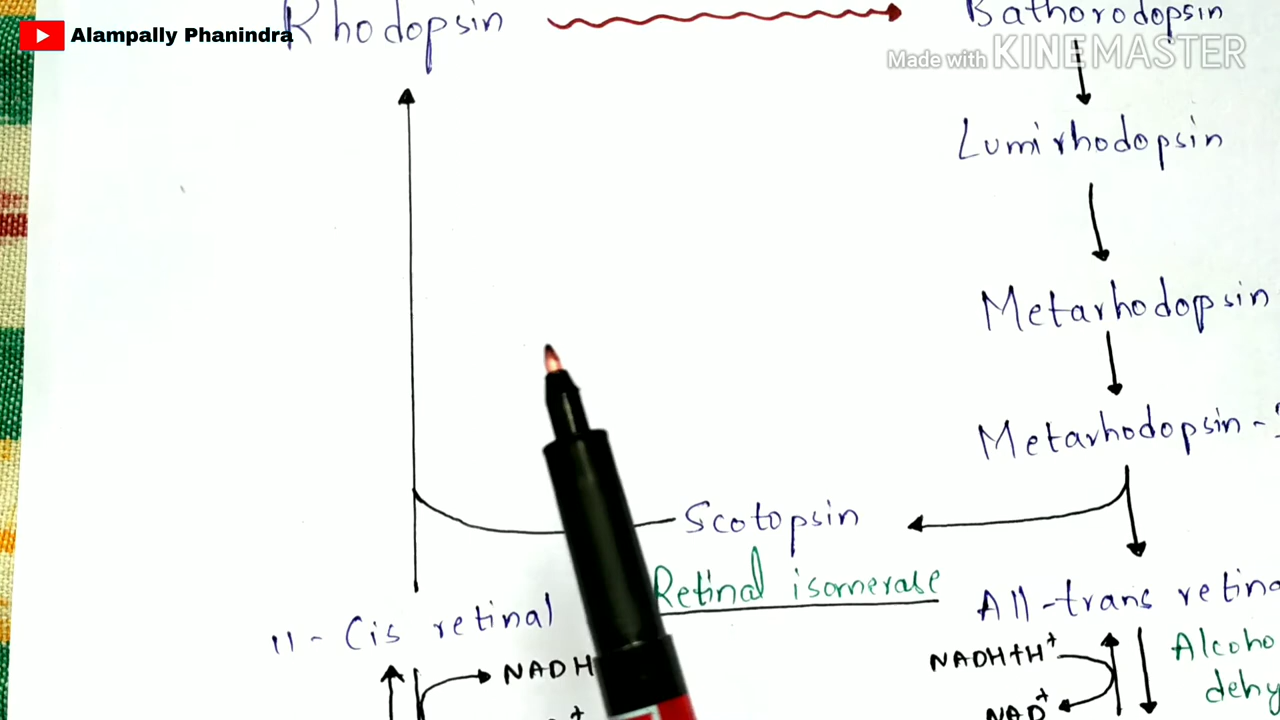 Alampally Phanindra
Rhodopsin
Bathorodopsin
Made with KINEMASTER
Lumirhodopsin
Metarhodopsin
Metarhodopsin -
Scotopsin
Retinal isomerase
All-trans retina
11 - Cis retinal
NADH
NADH+H+
NAD+
Alcoho
dehy